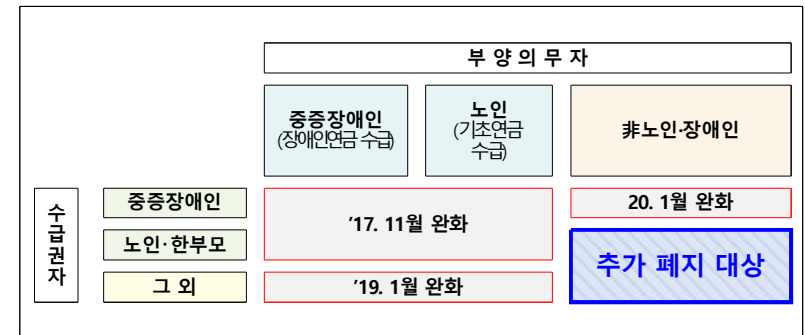 부 양 의 무 자
중증장애인
(장애인연금 수급)
노인
(기초연금
수급)
非노인·장애인
수
급
권
자
중증장애인
노인·한부모
그 외
’17. 11월 완화
’19. 1월 완화
20. 1월 완화
추가 폐지 대상